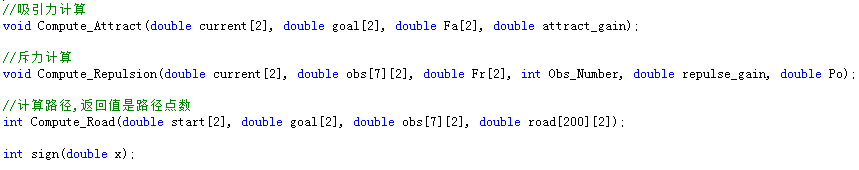 //吸引力计算
void Compute_Attract(double current[2], double goal[2], double Fa[2], double attract_gain);
//斥力计算
void Compute_Repulsion(double current[2], double obs[7][2], double Fr[2], int Obs_Number, double repulse_gain, double Po);
//计算路径,返回值是路径点数
int Compute_Road(double start[2], double goal[2], double obs[7][2], double road[200][2]);
int sign(double x);